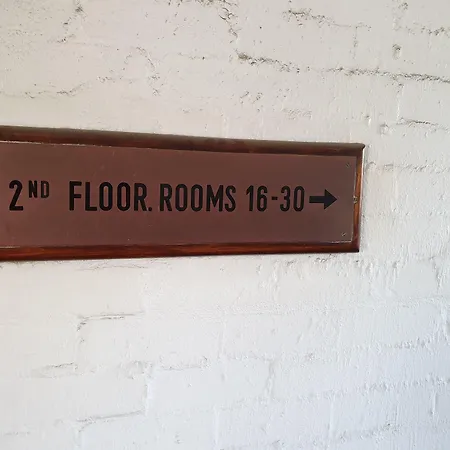 2ND FLOOR. ROOMS 16-30 →